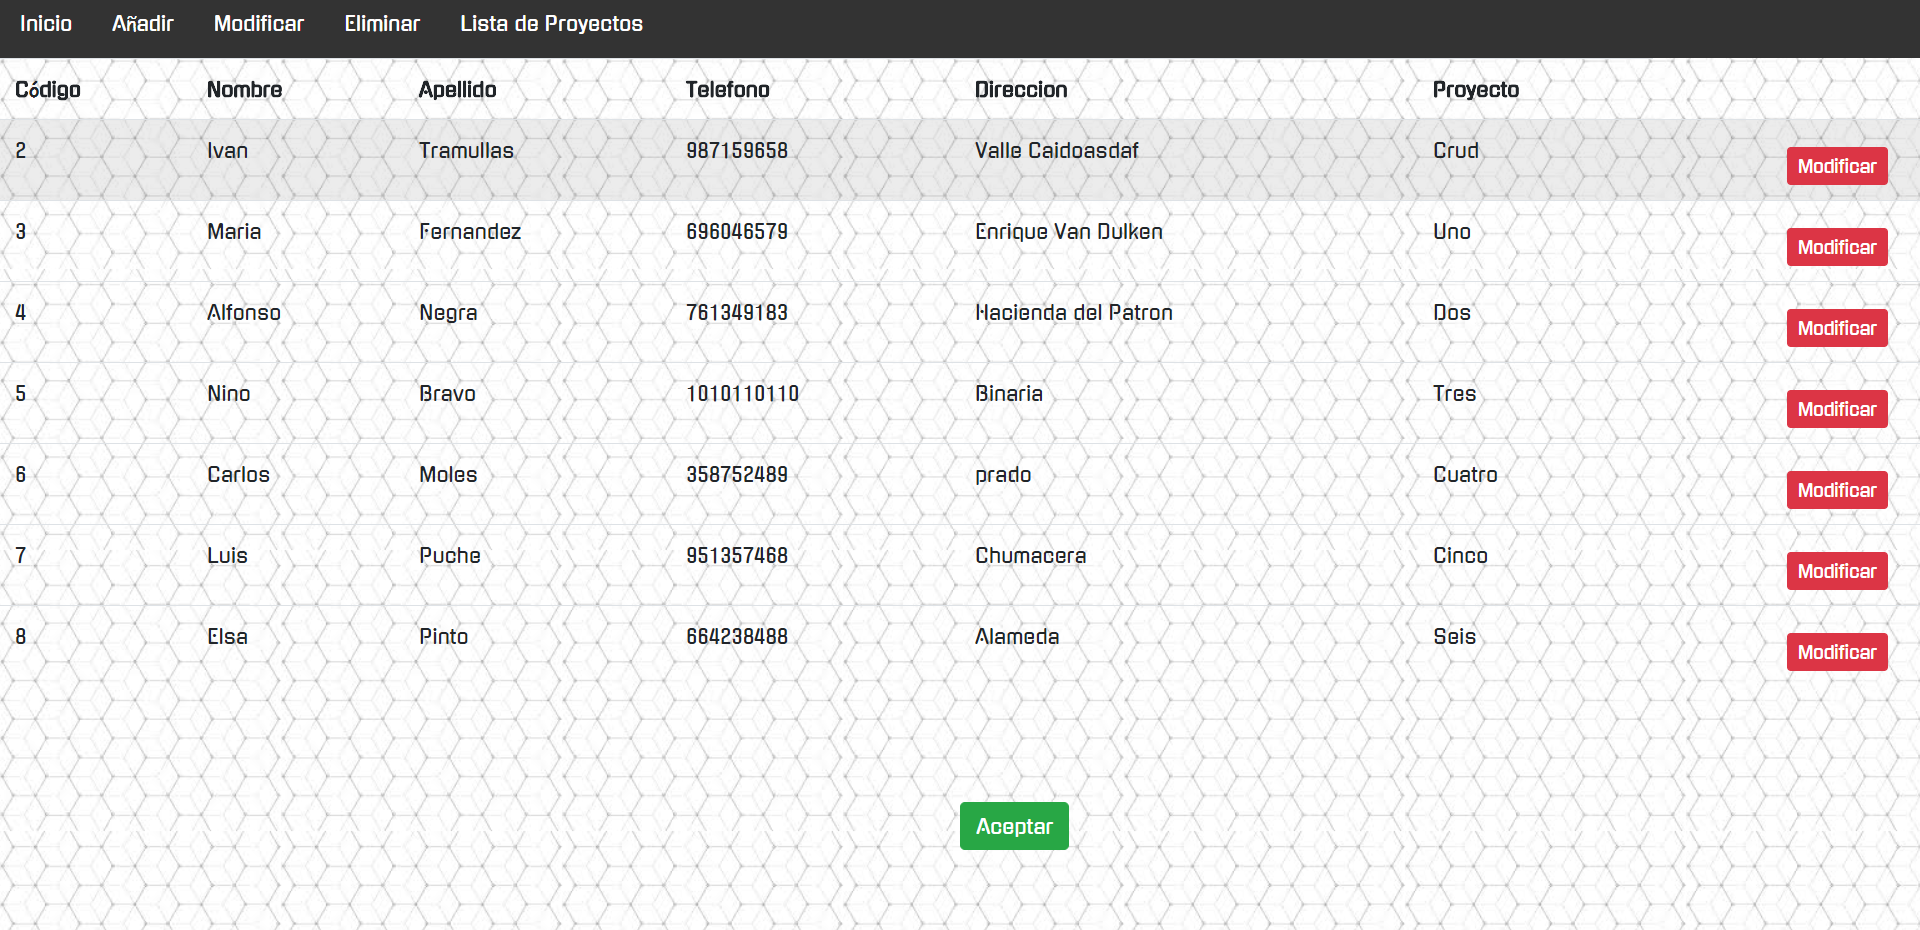 Inicio Añadir Modificar Eliminar Lista de Proyectos
Código Nombre Apellido Telefono Direccion Proyecto
2 Ivan Tramullas 987159658 Valle Caidoasdaf Crud Modificar
3 Maria Fernandez 696046579 Enrique Van Dulken Uno Modificar
4 Alfonso Negra 761349183 Hacienda del Patron Dos Modificar
5 Nino Bravo 1010110110 Binaria Tres Modificar
6 Carlos Moles 358752489 prado Cuatro Modificar
7 Luis Puche 951357468 Chumacera Cinco Modificar
8 Elsa Pinto 664238488 Alameda Seis Modificar
Aceptar